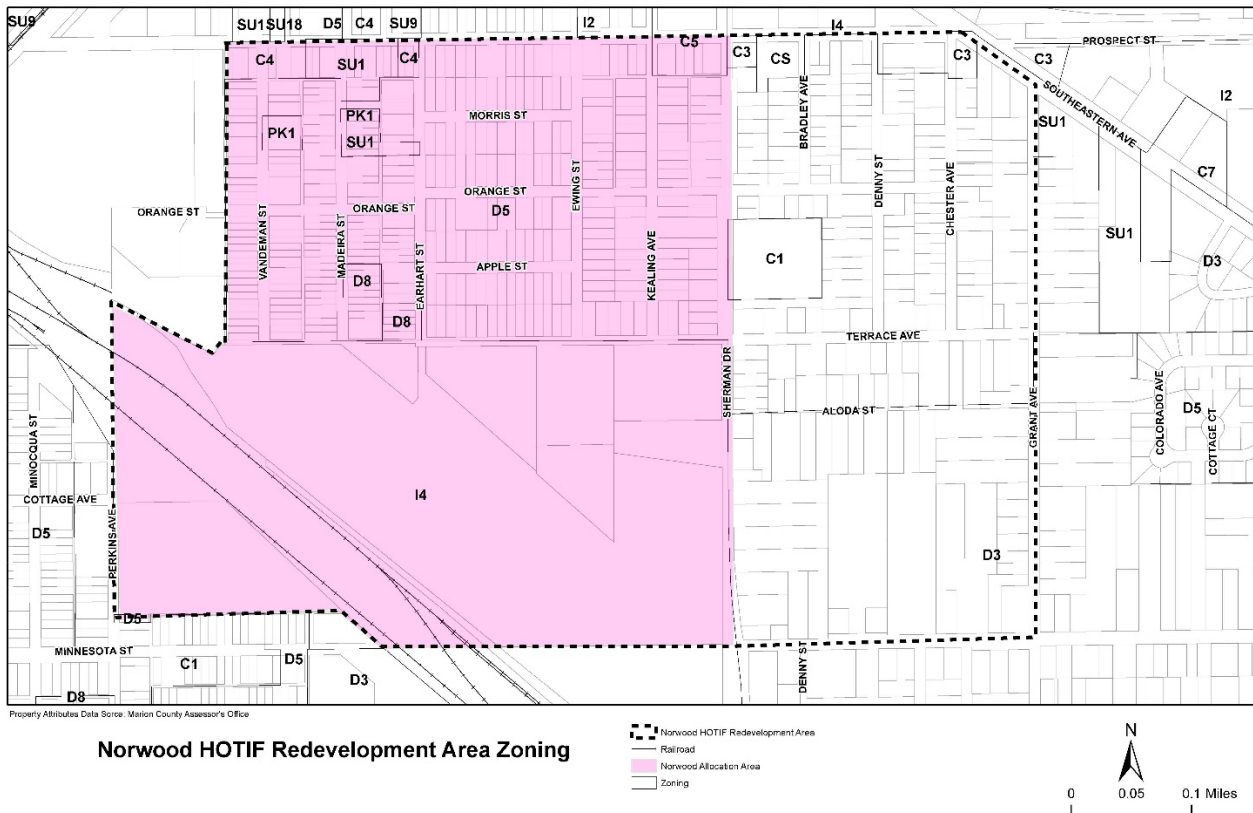 SU9
SU1 SU18 D5 C4 SU9 I2 I4
PROSPECT ST
C4 SU1 C4 C5 C3 CS C3 C3
I2
SOUTHEASTERN AVE
PK1 PK1 MORRIS ST BRADLEY AVE SU1
SU1
DENNY ST
CHESTER AVE
C7
ORANGE ST
EWING ST
ORANGE ST ORANGE ST D5
VANDEMAN ST
MADEIRA ST
EARHART ST
KEALING AVE
SU1
D3
C1
APPLE ST
D8
D8
TERRACE AVE
SHERMAN DR
ALODA ST
GRANT AVE
COLORADO AVE
D5
COTTAGE CT
MINOCQUA ST
COTTAGE AVE
I4
D5
PERKINS AVE
D3
D5
MINNESOTA ST
C1 D5 D3
DENNY ST
D8
Property Attributes Data Sorce: Marion County Assessor's Office
Norwood HOTIF Redevelopment Area Zoning
Norwood HOTIF Redevelopment Area
Railroad
Norwood Allocation Area
Zoning
N
0 0.05 0.1 Miles